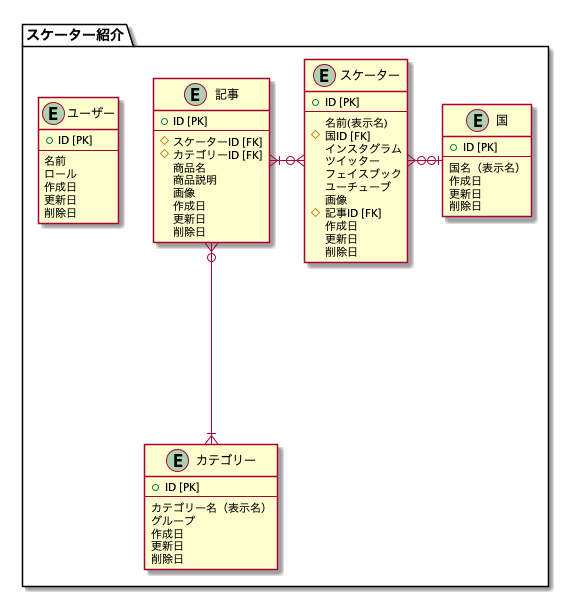 スケーター紹介
E ユーザー
ID [PK]
名前
ロール
作成日
更新日
削除日
E 記事
ID [PK]
スケーターID [FK]
カテゴリーID [FK]
商品名
商品説明
画像
作成日
更新日
削除日
E スケーター
ID [PK]
名前(表示名)
国ID [FK]
インスタグラム
ツイッター
フェイスブック
ユーチューブ
画像
記事ID [FK]
作成日
更新日
削除日
E 国
ID [PK]
国名（表示名）
作成日
更新日
削除日
E カテゴリー
ID [PK]
カテゴリー名（表示名）
グループ
作成日
更新日
削除日